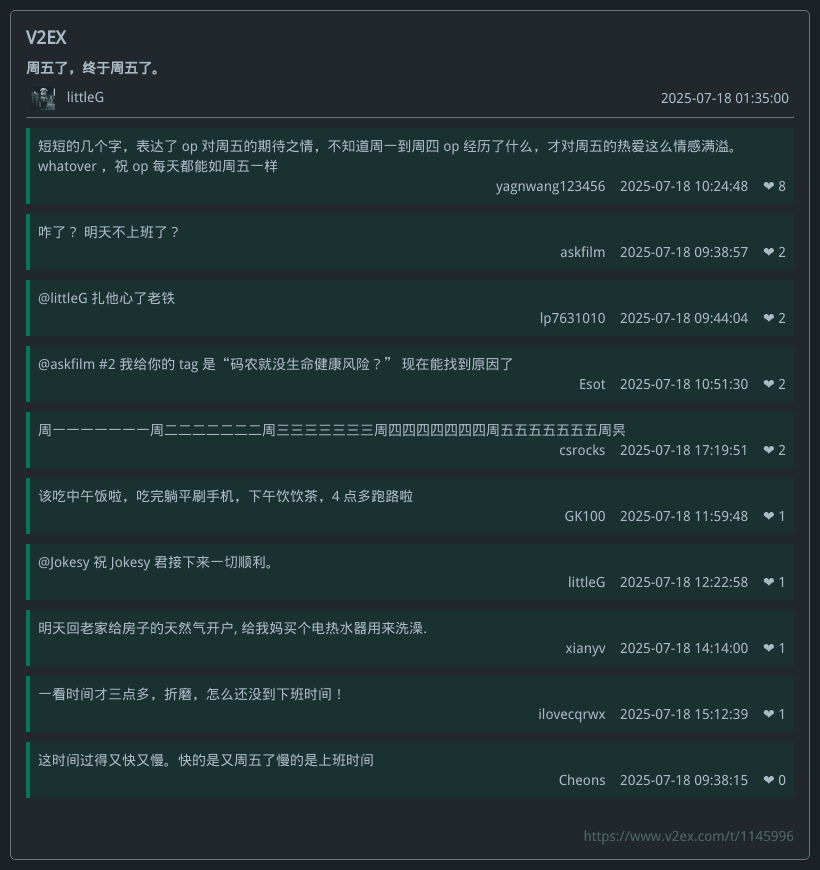 V2EX
周五了，终于周五了。
littleG 2025-07-18 01:35:00
短短的几个字，表达了 op 对周五的期待之情，不知道周一到周四 op 经历了什么，才对周五的热爱这么情感满溢。
whatover ，祝 op 每天都能如周五一样
yagnwang123456 2025-07-18 10:24:48 ❤ 8
咋了？ 明天不上班了？
askfilm 2025-07-18 09:38:57 ❤ 2
@littleG 扎他心了老铁
lp7631010 2025-07-18 09:44:04 ❤ 2
@askfilm #2 我给你的 tag 是“码农就没生命健康风险？” 现在能找到原因了
Esot 2025-07-18 10:51:30 ❤ 2
周一一一一一一一周二二二二二二二周三三三三三三三周四四四四四四四周五五五五五五五周旲
csrocks 2025-07-18 17:19:51 ❤ 2
该吃中午饭啦，吃完躺平刷手机，下午饮饮茶，4 点多跑路啦
GK100 2025-07-18 11:59:48 ❤ 1
@Jokesy 祝 Jokesy 君接下来一切顺利。
littleG 2025-07-18 12:22:58 ❤ 1
明天回老家给房子的天然气开户, 给我妈买个电热水器用来洗澡.
xianyv 2025-07-18 14:14:00 ❤ 1
一看时间才三点多，折磨，怎么还没到下班时间！
ilovecqrwx 2025-07-18 15:12:39 ❤ 1
这时间过得又快又慢。快的是又周五了慢的是上班时间
Cheons 2025-07-18 09:38:15 ❤ 0
https://www.v2ex.com/t/1145996